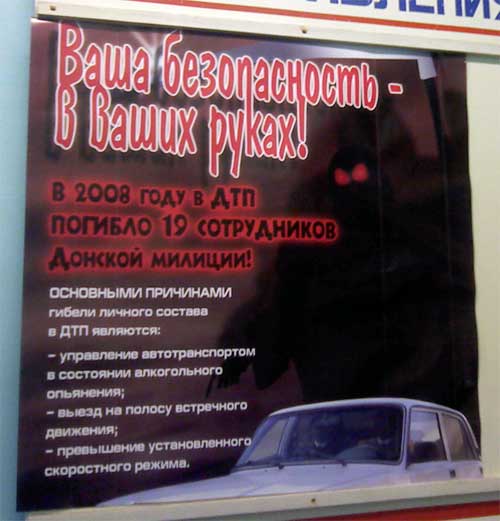 Ваша безопасность -
в Ваших руках!
В 2008 году в ДТП
погибло 19 сотрудников
Донской милиции!
ОСНОВНЫМИ ПРИЧИНАМИ
гибели личного состава
в ДТП являются:
– управление автотранспортом
в состоянии алкогольного
опьянения;
– выезд на полосу встречного
движения;
– превышение установленного
скоростного режима.